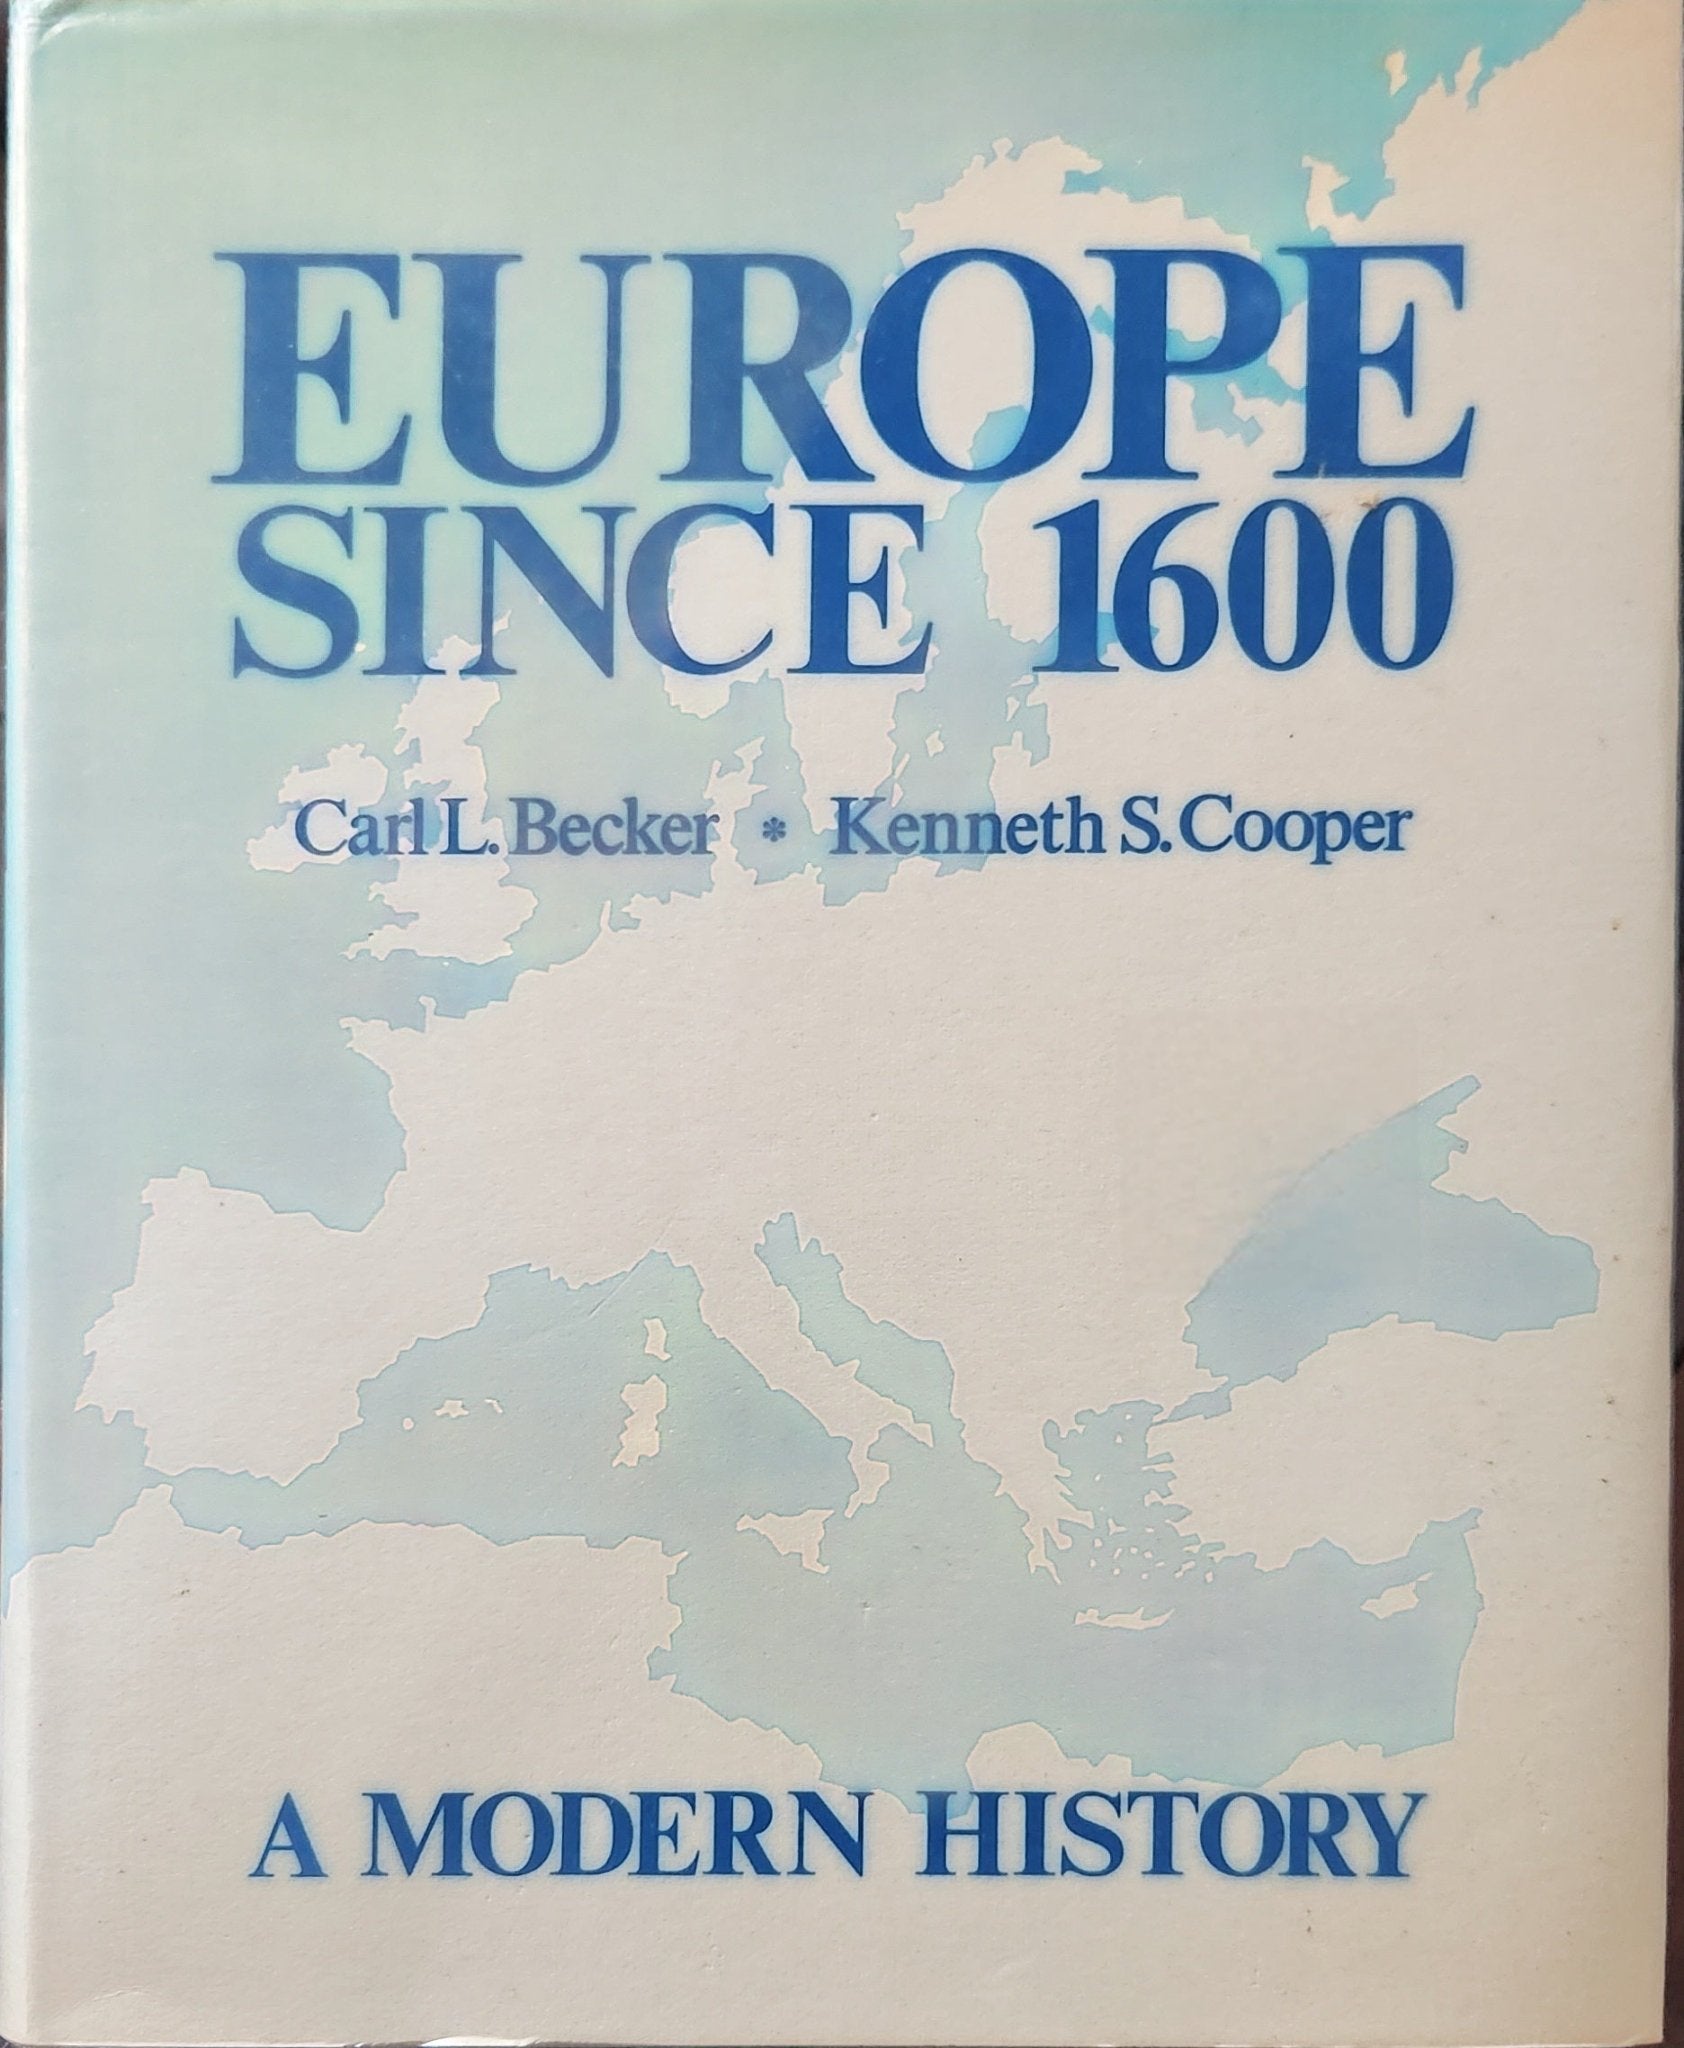 EUROPE
SINCE 1600
Carl L. Becker * Kenneth S. Cooper
A MODERN HISTORY